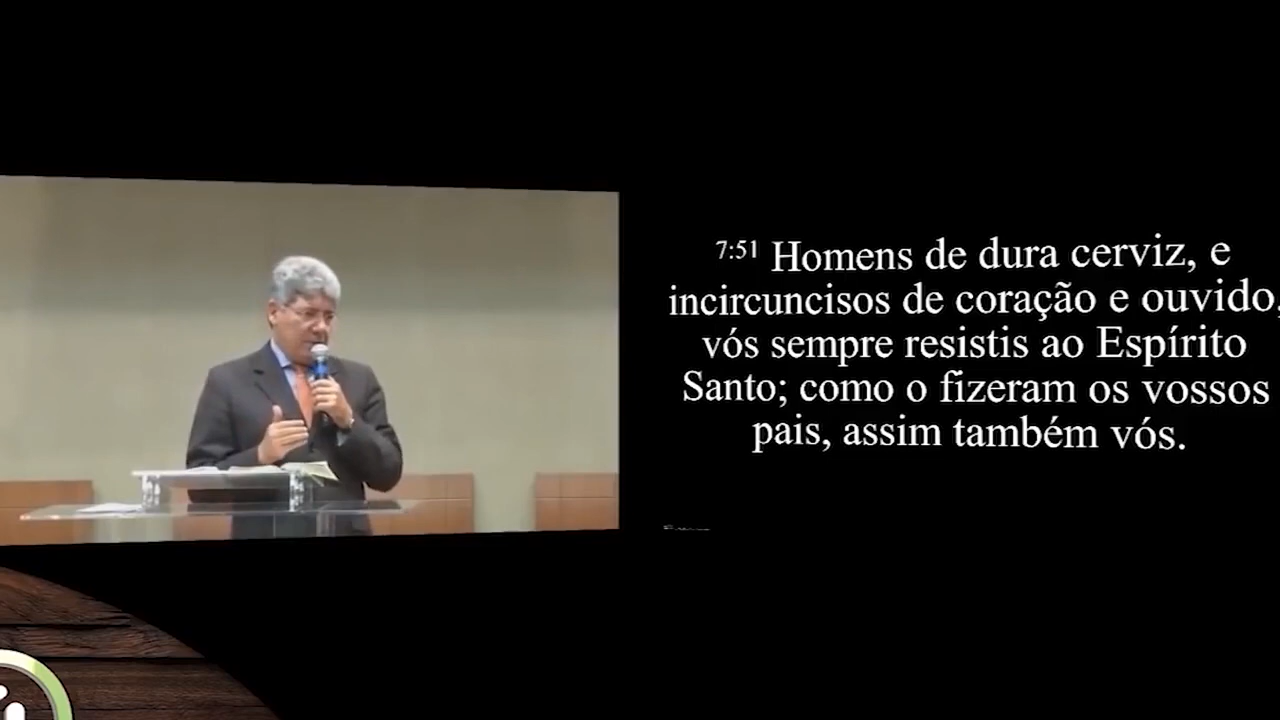 7:51 Homens de dura cerviz, e
incircuncisos de coração e ouvido,
vós sempre resistis ao Espírito
Santo; como o fizeram os vossos
pais, assim também vós.